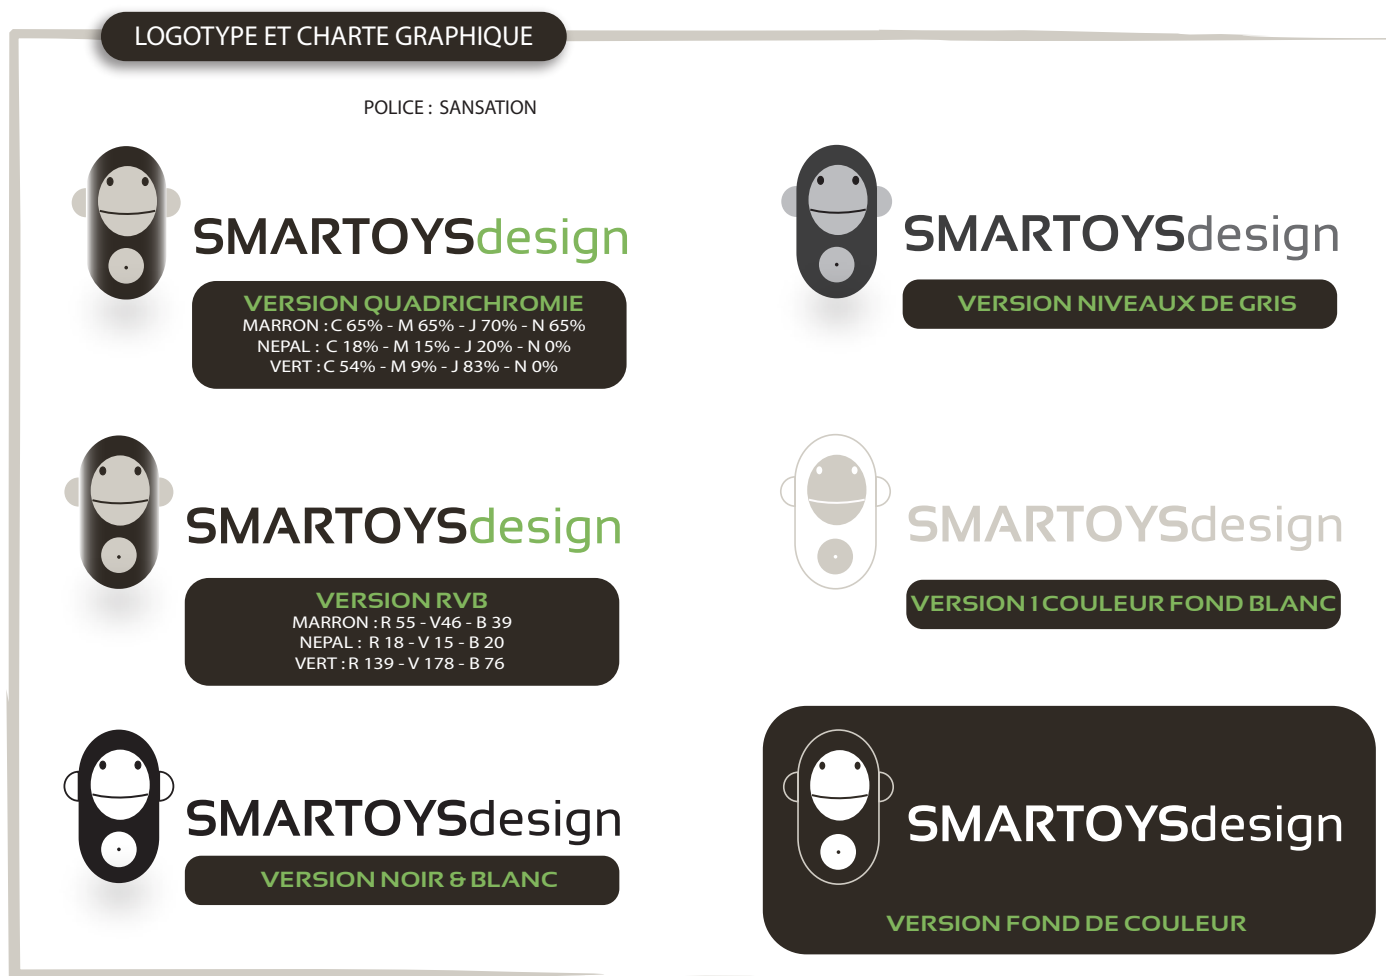 LOGOTYPE ET CHARTE GRAPHIQUE
POLICE : SANSATION
SMARTOYSdesign
VERSION QUADRICHROMIE
MARRON : C 65% - M 65% - J 70% - N 65%
NEPAL : C 18% - M 15% - J 20% - N 0%
VERT : C 54% - M 9% - J 83% - N 0%
SMARTOYSdesign
VERSION NIVEAUX DE GRIS
SMARTOYSdesign
VERSION RVB
MARRON : R 55 - V46 - B 39
NEPAL : R 18 - V 15 - B 20
VERT : R 139 - V 178 - B 76
SMARTOYSdesign
VERSION 1 COULEUR FOND BLANC
SMARTOYSdesign
VERSION NOIR & BLANC
SMARTOYSdesign
VERSION FOND DE COULEUR